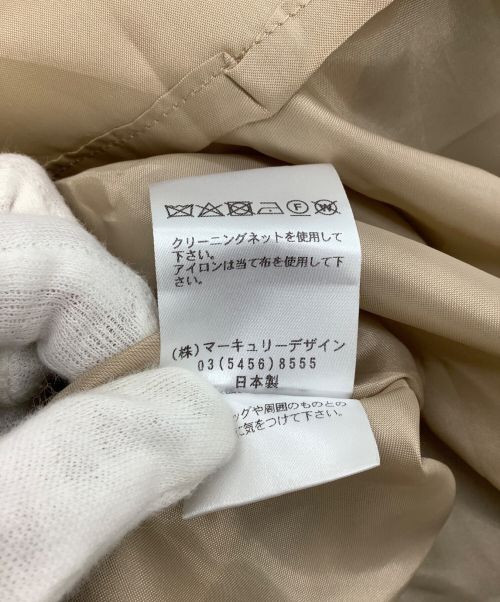 クリーニングネットを使用して
下さい。
アイロンは当て布を使用して下
さい。
(株)マーキュリーデザイン
03(5456)8555
日本製
ッグや周囲のものとの
に気をつけて下さい。